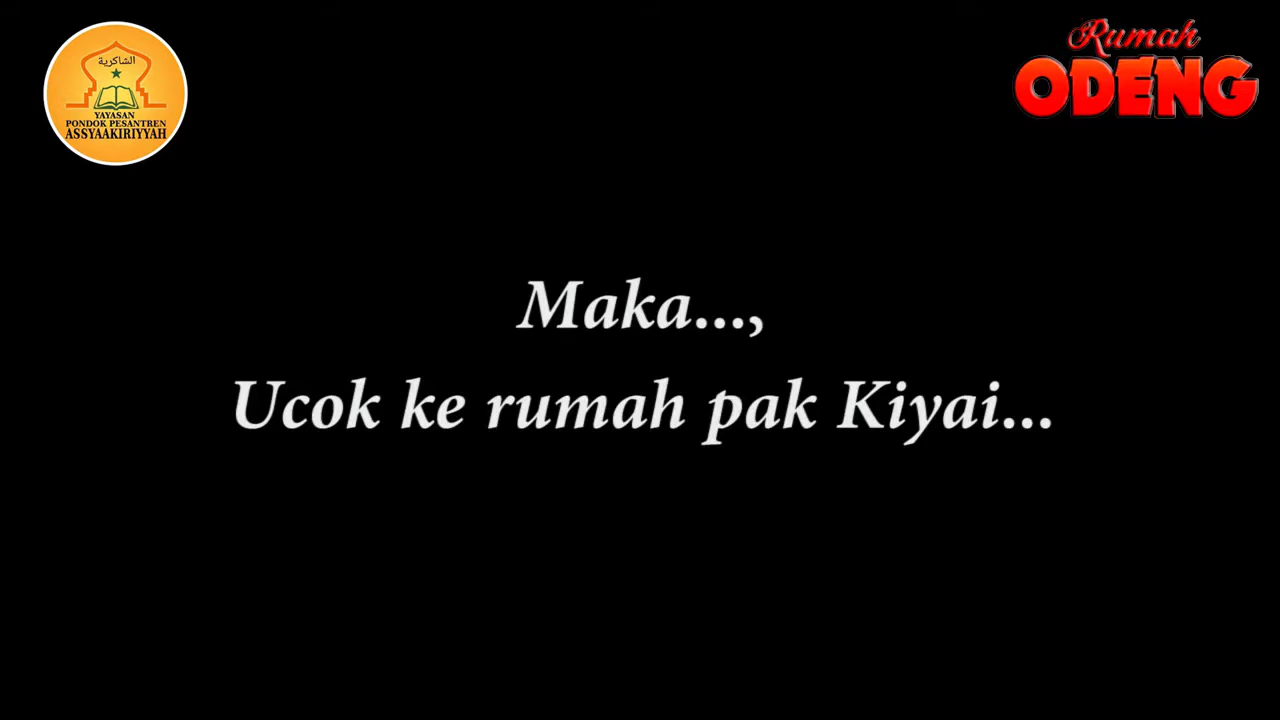 الشاكرية
YAYASAN
PONDOK PESANTREN
ASSYAAKIRIYYAH
Rumah
ODENG
Maka...,
Ucok ke rumah pak Kiyai...